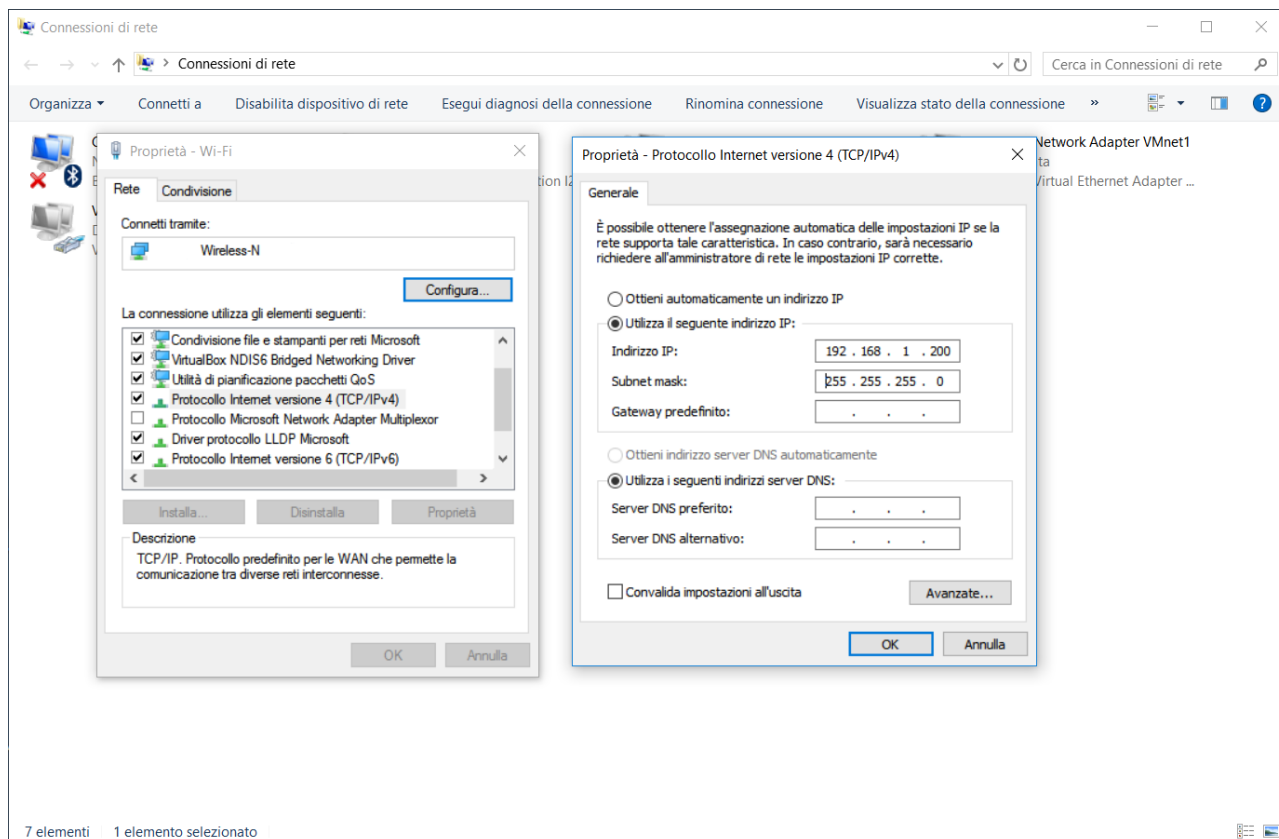 Connessioni di rete
Connessioni di rete
Cerca in Connessioni di rete
Organizza
Connetti a
Disabilita dispositivo di rete
Esegui diagnosi della connessione
Rinomina connessione
Visualizza stato della connessione
»
Network Adapter VMnet1
Virtual Ethernet Adapter ...
Proprietà - Wi-Fi
Rete
Condivisione
Connetti tramite:
Wireless-N
Configura...
La connessione utilizza gli elementi seguenti:
Condivisione file e stampanti per reti Microsoft
VirtualBox NDIS6 Bridged Networking Driver
Utilità di pianificazione pacchetti QoS
Protocollo Internet versione 4 (TCP/IPv4)
Protocollo Microsoft Network Adapter Multiplexor
Driver protocollo LLDP Microsoft
Protocollo Internet versione 6 (TCP/IPv6)
Installa...
Disinstalla
Proprietà
Descrizione
TCP/IP. Protocollo predefinito per le WAN che permette la
comunicazione tra diverse reti interconnesse.
OK
Annulla
Proprietà - Protocollo Internet versione 4 (TCP/IPv4)
Generale
È possibile ottenere l'assegnazione automatica delle impostazioni IP se la
rete supporta tale caratteristica. In caso contrario, sarà necessario
richiedere all'amministratore di rete le impostazioni IP corrette.
Ottieni automaticamente un indirizzo IP
Utilizza il seguente indirizzo IP:
Indirizzo IP:
192 . 168 . 1 . 200
Subnet mask:
255 . 255 . 255 . 0
Gateway predefinito:
. . .
Ottieni indirizzo server DNS automaticamente
Utilizza i seguenti indirizzi server DNS:
Server DNS preferito:
. . .
Server DNS alternativo:
. . .
Convalida impostazioni all'uscita
Avanzate...
OK
Annulla
7 elementi
1 elemento selezionato